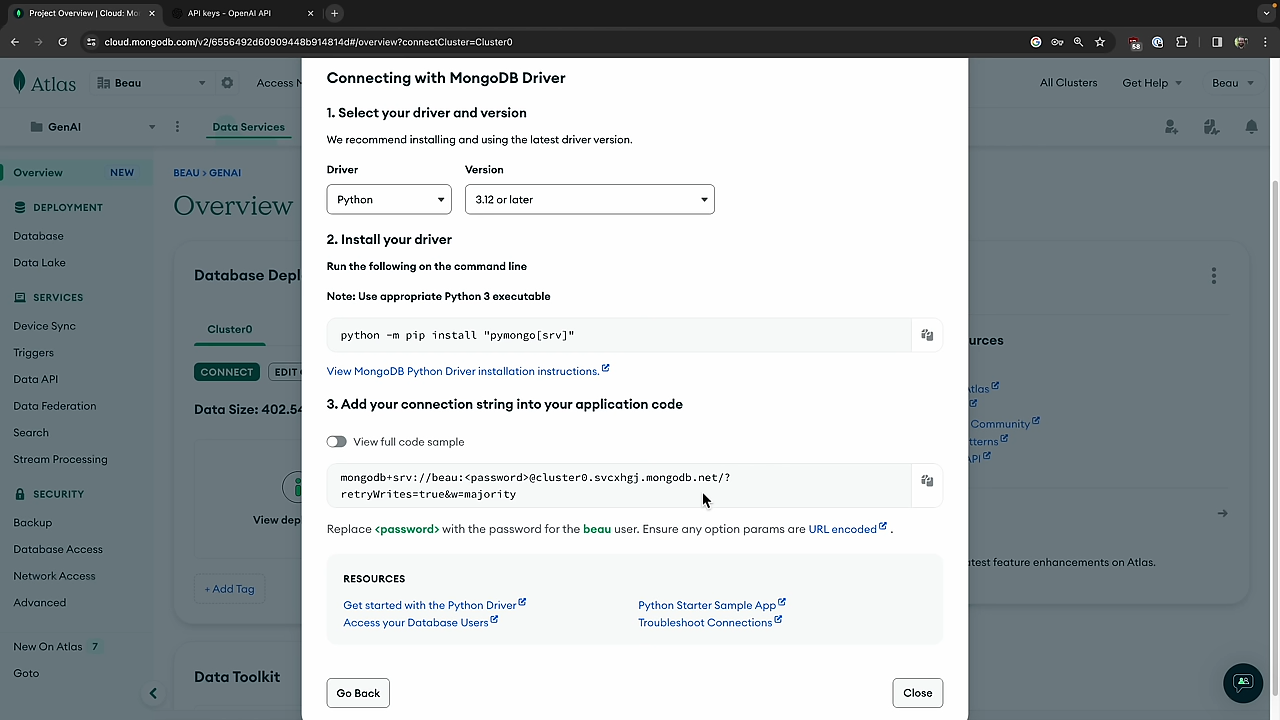 Project Overview | Cloud: Mo
API keys - OpenAI API
cloud.mongodb.com/v2/6556492d60909448b914814d#/overview?connectCluster=Cluster0
58
Atlas
Beau
Access M
All Clusters
Get Help
Beau
GenAI
Data Services
Overview
NEW
DEPLOYMENT
Database
Data Lake
SERVICES
Device Sync
Triggers
Data API
Data Federation
Search
Stream Processing
SECURITY
Backup
Database Access
Network Access
Advanced
New On Atlas 7
Goto
BEAU > GENAI
Overview
Database Depl
Cluster0
CONNECT
EDIT
Data Size: 402.54
View dep
+ Add Tag
Data Toolkit
Connecting with MongoDB Driver
1. Select your driver and version
We recommend installing and using the latest driver version.
Driver
Version
Python
3.12 or later
2. Install your driver
Run the following on the command line
Note: Use appropriate Python 3 executable
python -m pip install "pymongo[srv]"
View MongoDB Python Driver installation instructions.
3. Add your connection string into your application code
View full code sample
mongodb+srv://beau:<password>@cluster0.svcxhgj.mongodb.net/?
retryWrites=true&w=majority
Replace <password> with the password for the beau user. Ensure any option params are URL encoded .
RESOURCES
Get started with the Python Driver
Python Starter Sample App
Access your Database Users
Troubleshoot Connections
Go Back
Close
urces
Atlas
Community
tterns
API
atest feature enhancements on Atlas.